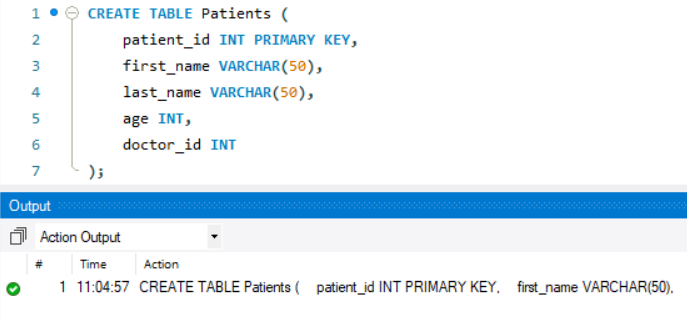 1 CREATE TABLE Patients (
2 patient_id INT PRIMARY KEY,
3 first_name VARCHAR(50),
4 last_name VARCHAR(50),
5 age INT,
6 doctor_id INT
7 );
Output
Action Output
# Time Action
1 11:04:57 CREATE TABLE Patients ( patient_id INT PRIMARY KEY, first_name VARCHAR(50),